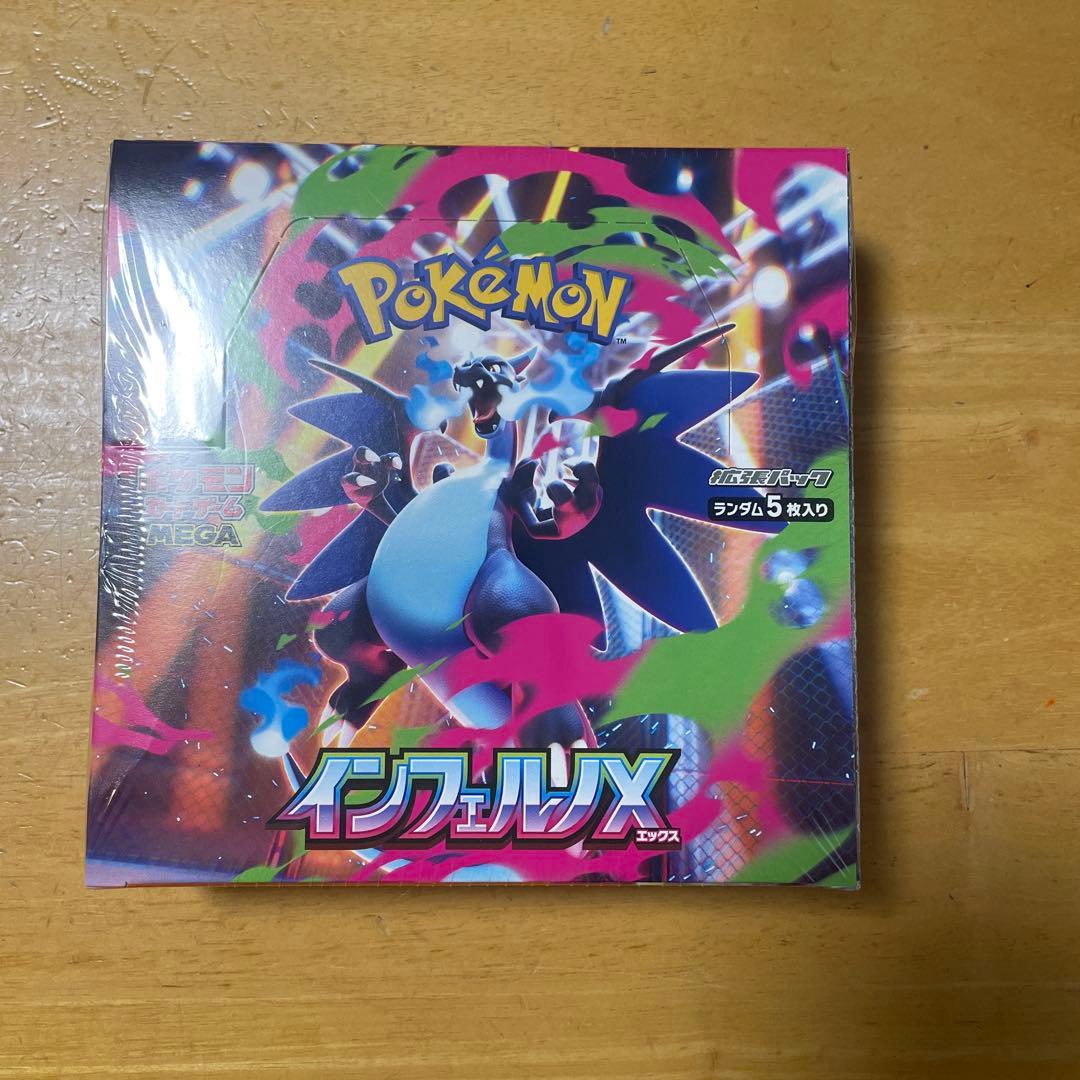 POKéMON
TM
ポケモン
カードゲーム
MEGA
拡張パック
ランダム5枚入り
インフェルノX
エックス